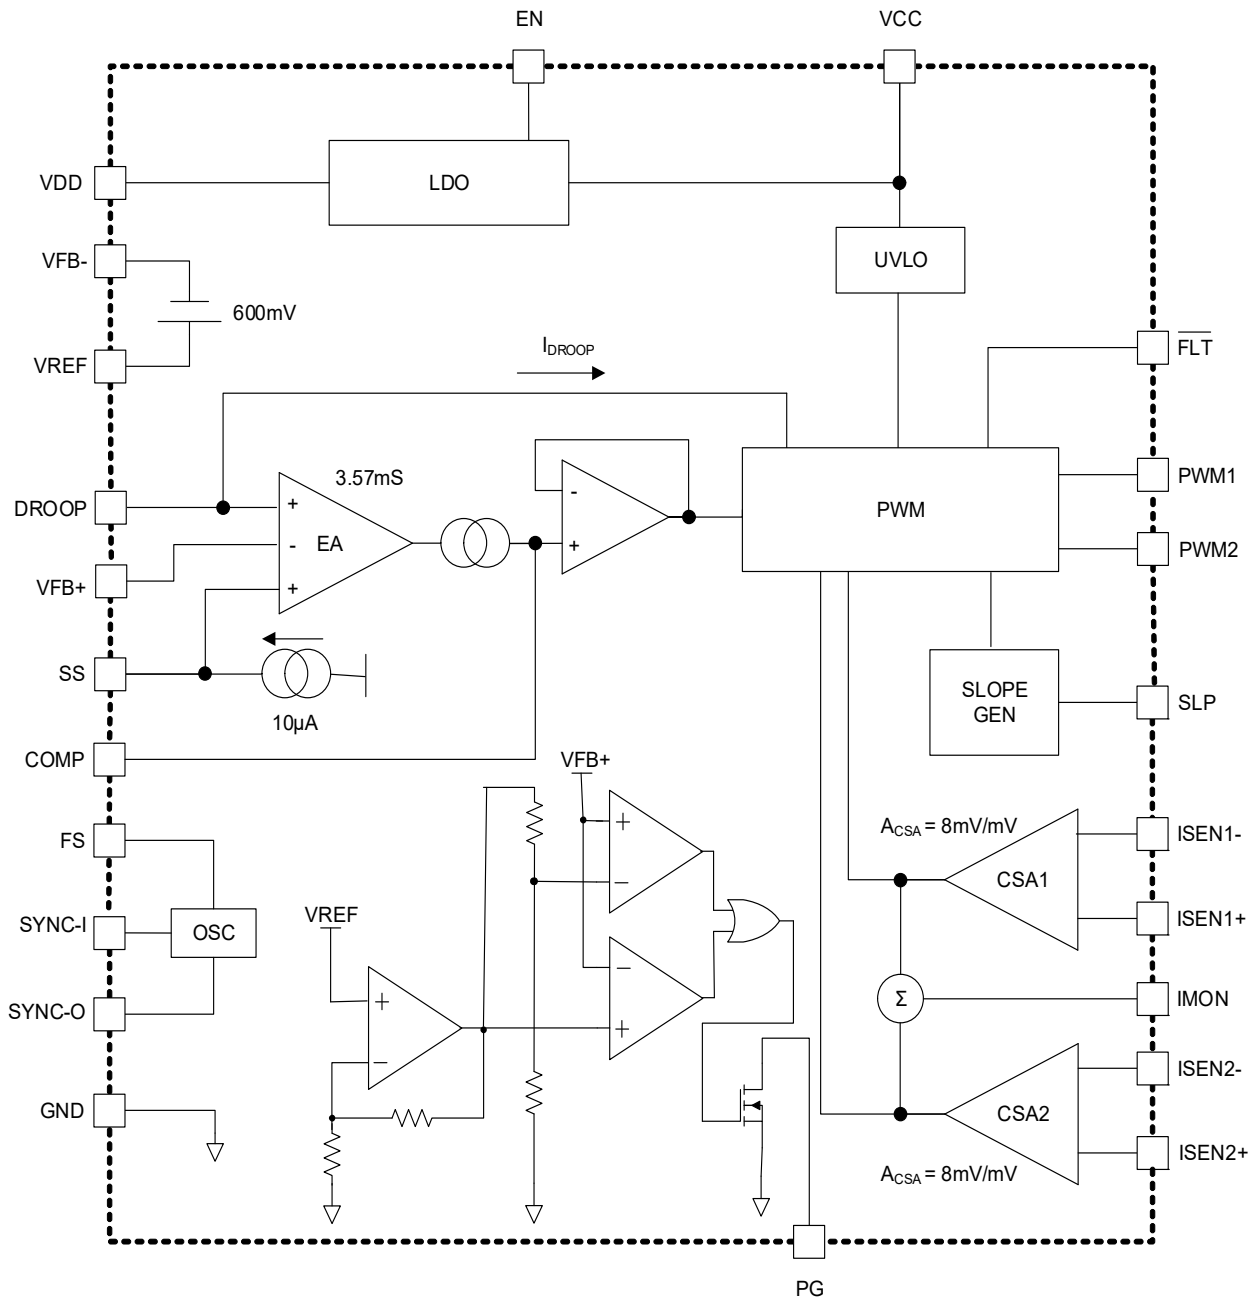 EN
VCC
VDD
LDO
VFB-
UVLO
600mV
VREF
IDROOP
FLT
3.57mS
PWM1
DROOP
+
-
PWM
-
EA
+
PWM2
VFB+
+
SS
SLOPE
GEN
SLP
10µA
COMP
VFB+
FS
ACSA = 8mV/mV
ISEN1-
+
CSA1
−
VREF
SYNC-I
OSC
ISEN1+
−
+
Σ
IMON
SYNC-O
+
−
ISEN2-
GND
CSA2
ISEN2+
ACSA = 8mV/mV
PG